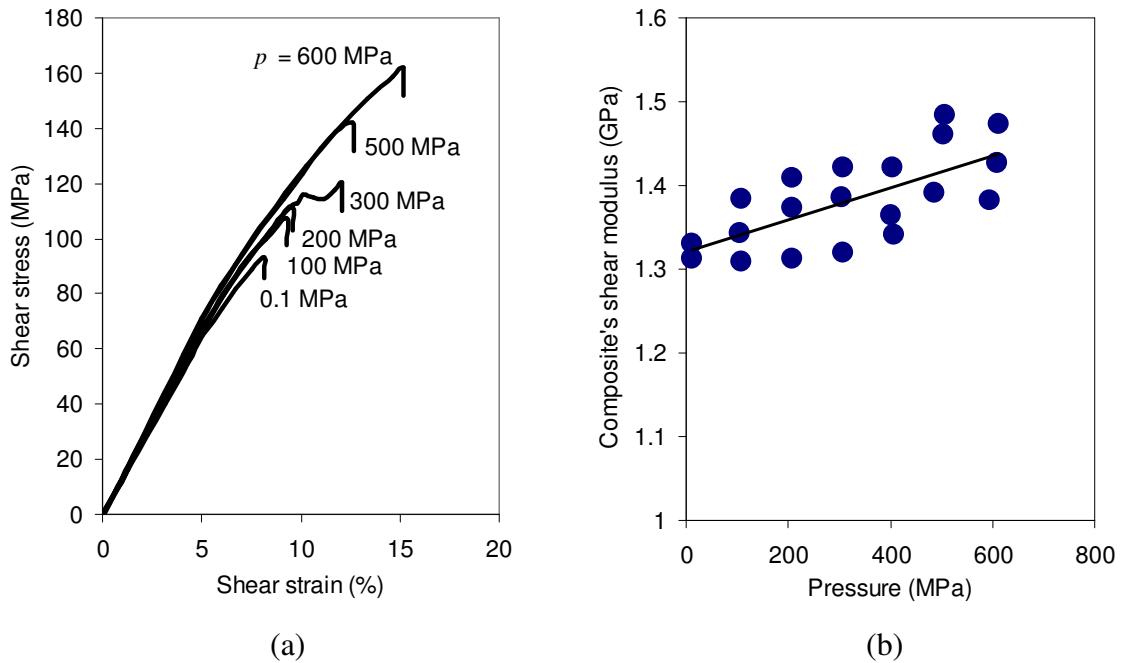 180
160
140
120
100
80
60
40
20
0
Shear stress (MPa)
p = 600 MPa
500 MPa
300 MPa
200 MPa
100 MPa
0.1 MPa
0 5 10 15 20
Shear strain (%)
(a)
1.6
1.5
1.4
1.3
1.2
1.1
1
Composite's shear modulus (GPa)
0 200 400 600 800
Pressure (MPa)
(b)